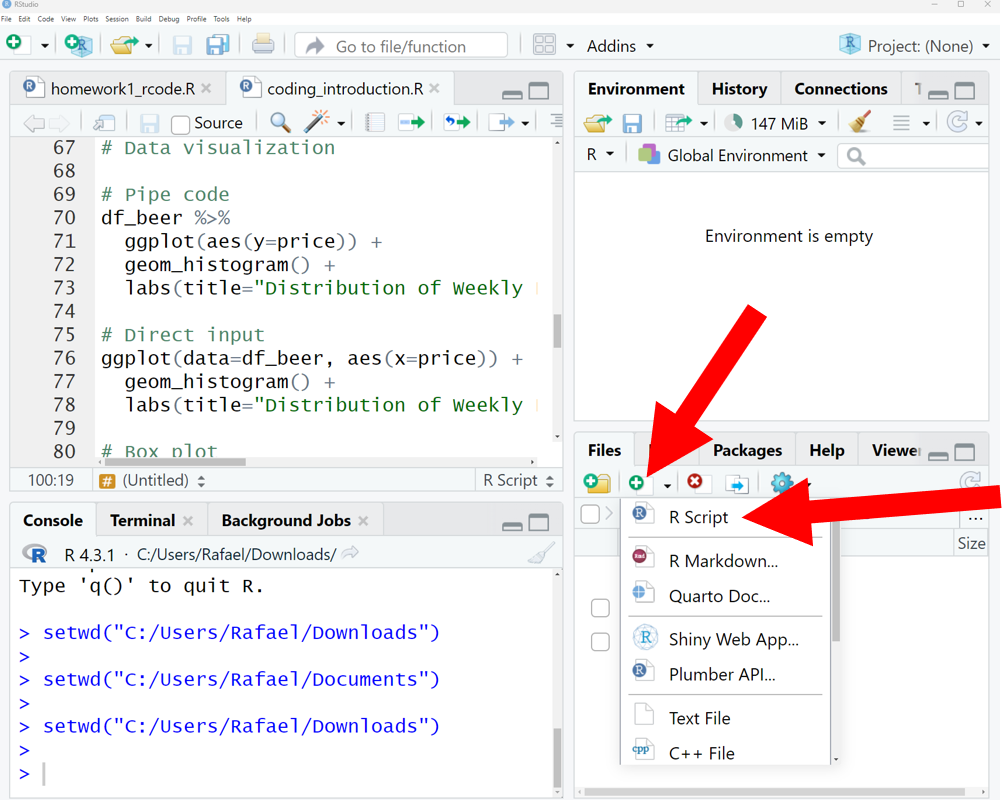 RStudio
File Edit Code View Plots Session Build Debug Profile Tools Help
Go to file/function
Addins
Project: (None)
homework1_rcode.R
coding_introduction.R
Source
67 # Data visualization
68
69 # Pipe code
70 df_beer %>%
71 ggplot(aes(y=price)) +
72 geom_histogram() +
73 labs(title="Distribution of Weekly
74
75 # Direct input
76 ggplot(data=df_beer, aes(x=price)) +
77 geom_histogram() +
78 labs(title="Distribution of Weekly
79
80 # Box plot
100:19 (Untitled) R Script
Console Terminal Background Jobs
R 4.3.1 · C:/Users/Rafael/Downloads/
Type 'q()' to quit R.
> setwd("C:/Users/Rafael/Downloads")
>
> setwd("C:/Users/Rafael/Documents")
>
> setwd("C:/Users/Rafael/Downloads")
>
>
Environment History Connections
147 MiB
R Global Environment
Environment is empty
Files Packages Help Viewer
R Script
Size
R Markdown...
Quarto Doc...
Shiny Web App...
Plumber API...
Text File
C++ File